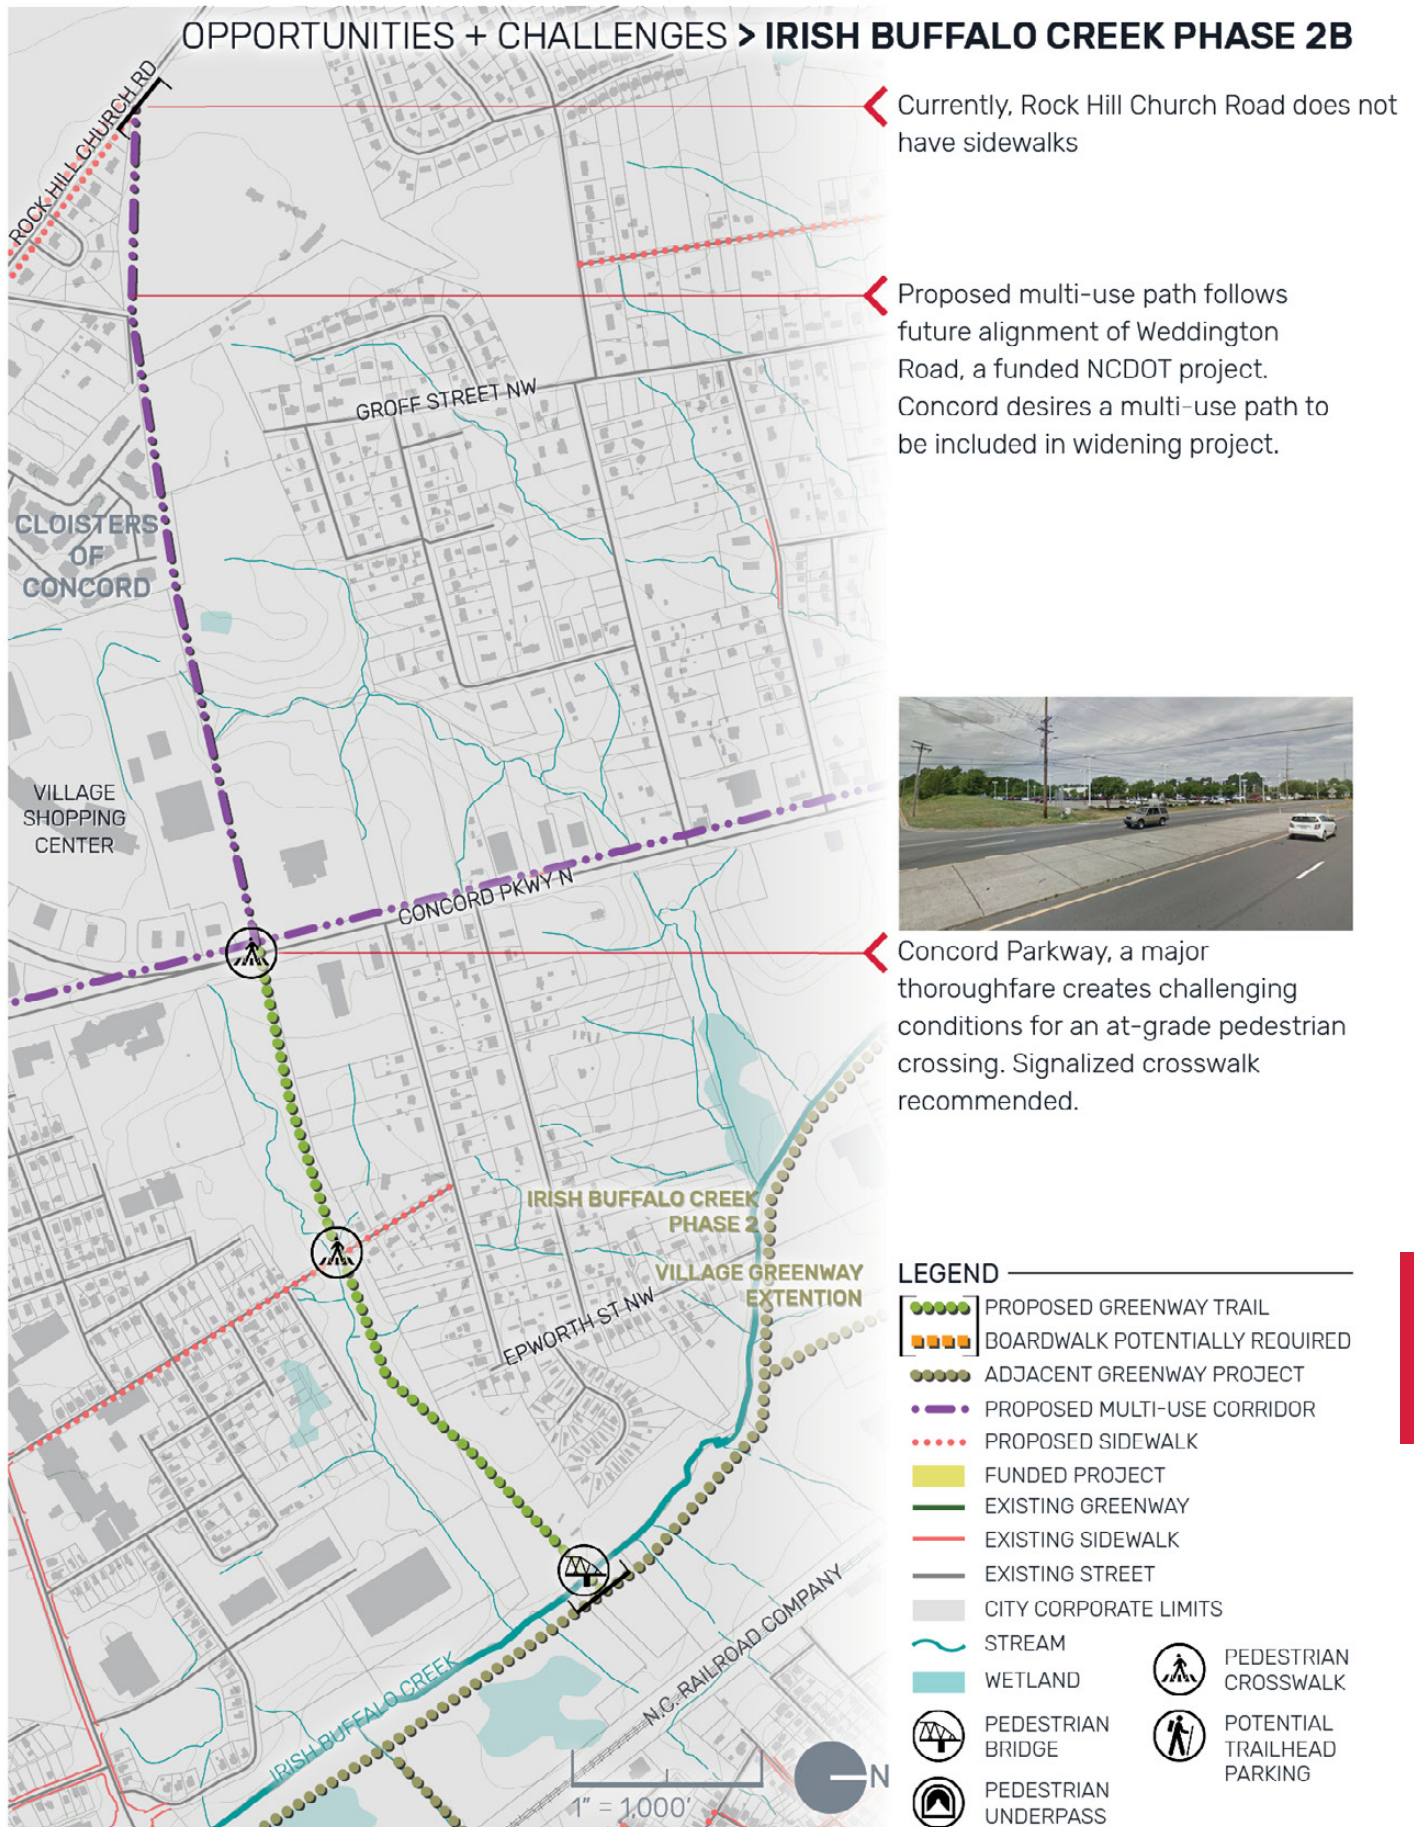 OPPORTUNITIES + CHALLENGES > IRISH BUFFALO CREEK PHASE 2B
ROCK HILL CHURCH RD
Currently, Rock Hill Church Road does not
have sidewalks
Proposed multi-use path follows
future alignment of Weddington
Road, a funded NCDOT project.
Concord desires a multi-use path to
be included in widening project.
GROFF STREET NW
CLOISTERS
OF
CONCORD
VILLAGE
SHOPPING
CENTER
CONCORD PKWY N
Concord Parkway, a major
thoroughfare creates challenging
conditions for an at-grade pedestrian
crossing. Signalized crosswalk
recommended.
IRISH BUFFALO CREEK
PHASE 2
VILLAGE GREENWAY
EXTENTION
EPWORTH ST NW
IRISH BUFFALO CREEK
N.C. RAILROAD COMPANY
1" = 1,000'
N
LEGEND
PROPOSED GREENWAY TRAIL
BOARDWALK POTENTIALLY REQUIRED
ADJACENT GREENWAY PROJECT
PROPOSED MULTI-USE CORRIDOR
PROPOSED SIDEWALK
FUNDED PROJECT
EXISTING GREENWAY
EXISTING SIDEWALK
EXISTING STREET
CITY CORPORATE LIMITS
STREAM
WETLAND
PEDESTRIAN
BRIDGE
PEDESTRIAN
UNDERPASS
PEDESTRIAN
CROSSWALK
POTENTIAL
TRAILHEAD
PARKING